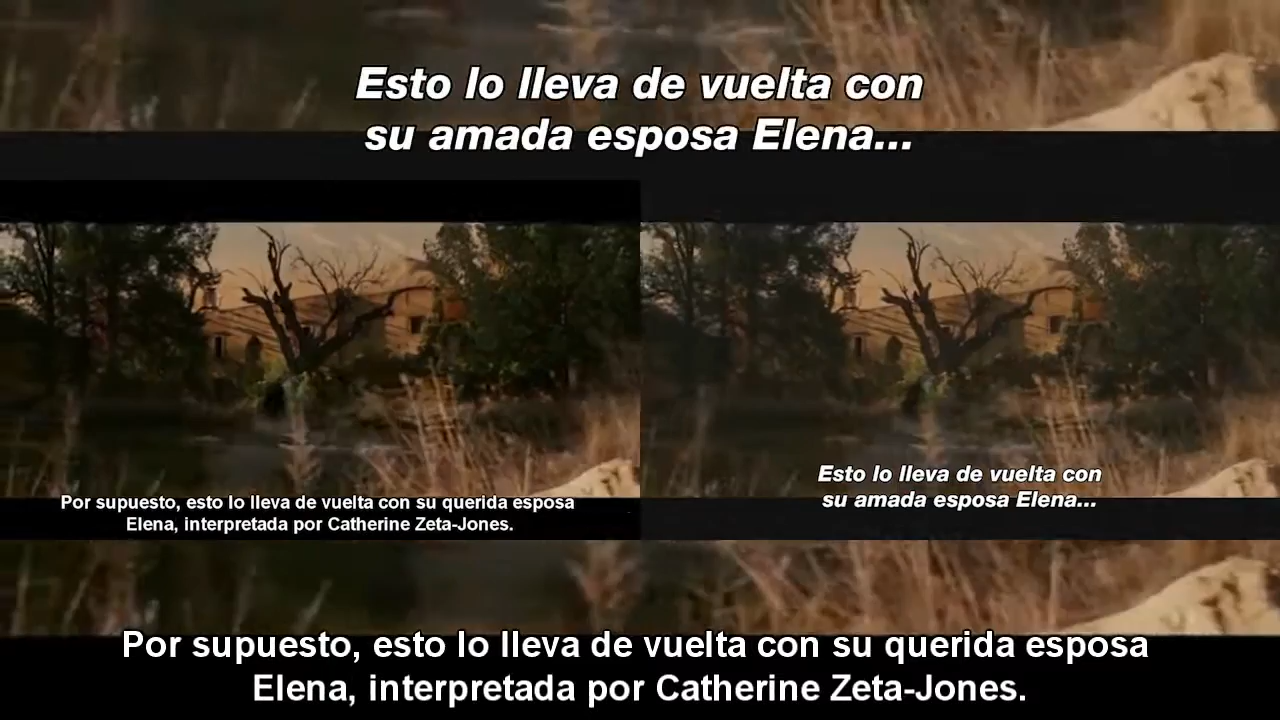 Esto lo lleva de vuelta con
su amada esposa Elena...
Por supuesto, esto lo lleva de vuelta con su querida esposa
Elena, interpretada por Catherine Zeta-Jones.
Esto lo lleva de vuelta con
su amada esposa Elena...
Por supuesto, esto lo lleva de vuelta con su querida esposa
Elena, interpretada por Catherine Zeta-Jones.